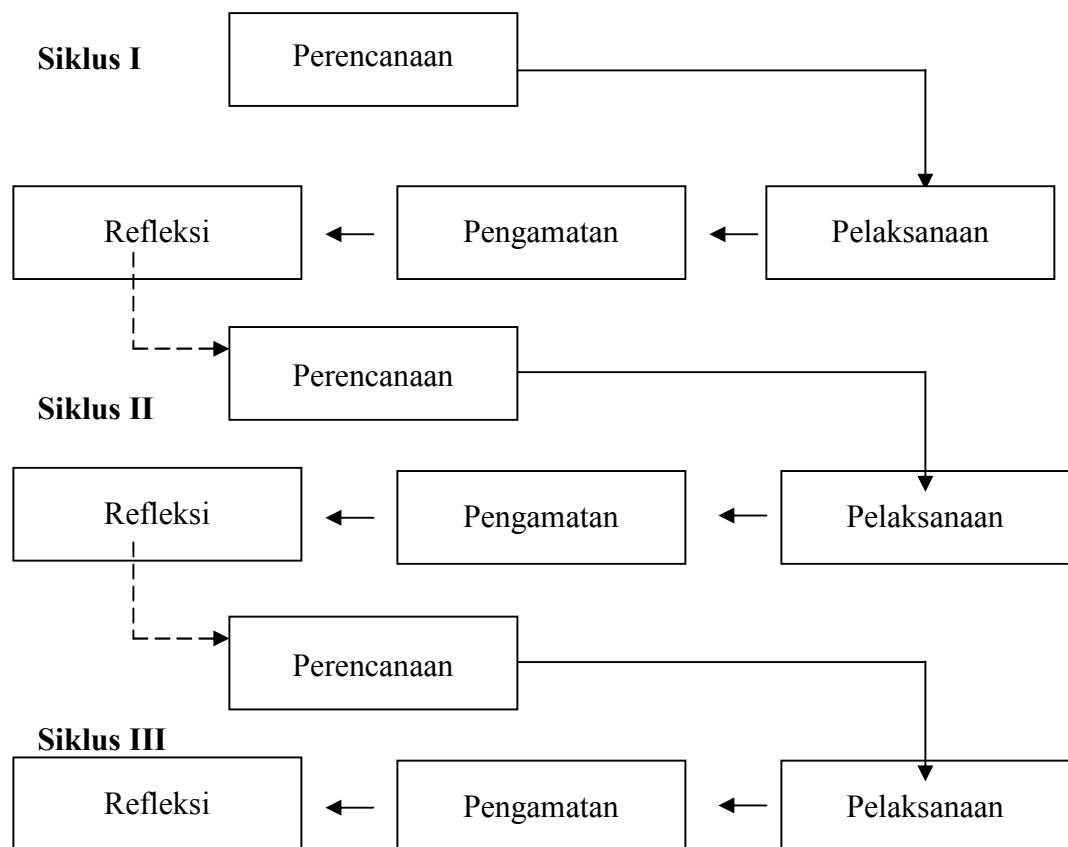 Siklus I
Perencanaan
Refleksi
Pengamatan
Pelaksanaan
Perencanaan
Siklus II
Refleksi
Pengamatan
Pelaksanaan
Perencanaan
Siklus III
Refleksi
Pengamatan
Pelaksanaan